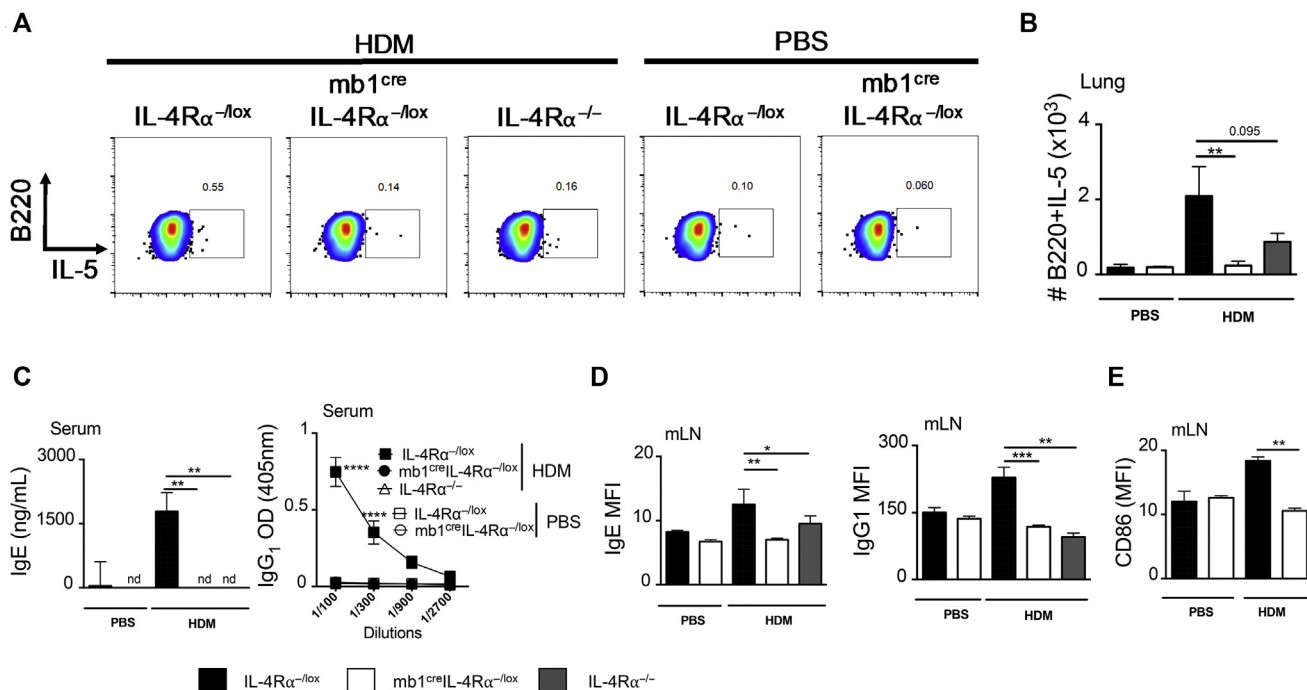 A
HDM
PBS
mb1cre
mb1cre
IL-4Rα−/lox
IL-4Rα−/lox
IL-4Rα−/−
IL-4Rα−/lox
IL-4Rα−/lox
0.55
0.14
0.16
0.10
0.060
B220
IL-5
B
Lung
# B220+IL-5 (x10³)
4
2
0
0.095
**
PBS
HDM
C
Serum
IgE (ng/mL)
3000
1500
0
**
**
nd
nd
nd
PBS
HDM
Serum
IgG1 OD (405nm)
1
0.5
0
****
****
IL-4Rα−/lox
mb1creIL-4Rα−/lox
IL-4Rα−/−
HDM
IL-4Rα−/lox
mb1creIL-4Rα−/lox
PBS
1/100
1/300
1/900
1/2700
Dilutions
D
mLN
IgE MFI
20
10
0
*
**
PBS
HDM
mLN
IgG1 MFI
300
150
0
**
***
PBS
HDM
E
mLN
CD86 (MFI)
20
10
0
**
PBS
HDM
IL-4Rα−/lox
mb1creIL-4Rα−/lox
IL-4Rα−/−